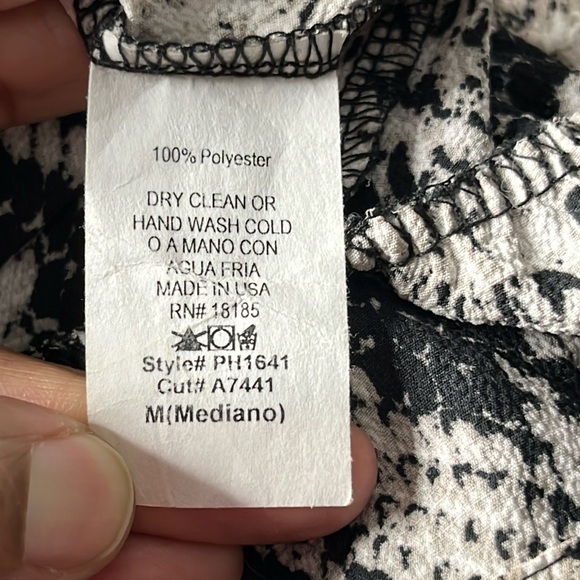 100% Polyester
DRY CLEAN OR
HAND WASH COLD
O A MANO CON
AGUA FRIA
MADE IN USA
RN# 18185
Style# PH1641
Cut# A7441
M(Mediano)